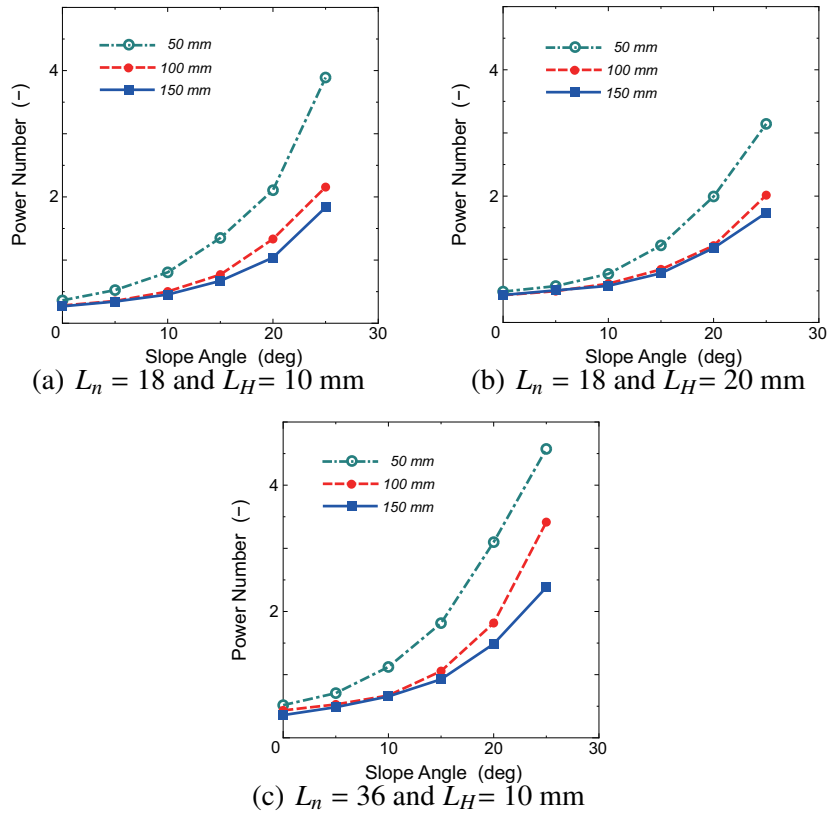 Power Number (−)
4
2
50 mm
100 mm
150 mm
0 10 20 30
Slope Angle (deg)
(a) Lₙ = 18 and L_H = 10 mm
Power Number (−)
4
2
50 mm
100 mm
150 mm
0 10 20 30
Slope Angle (deg)
(b) Lₙ = 18 and L_H = 20 mm
Power Number (−)
4
2
50 mm
100 mm
150 mm
0 10 20 30
Slope Angle (deg)
(c) Lₙ = 36 and L_H = 10 mm